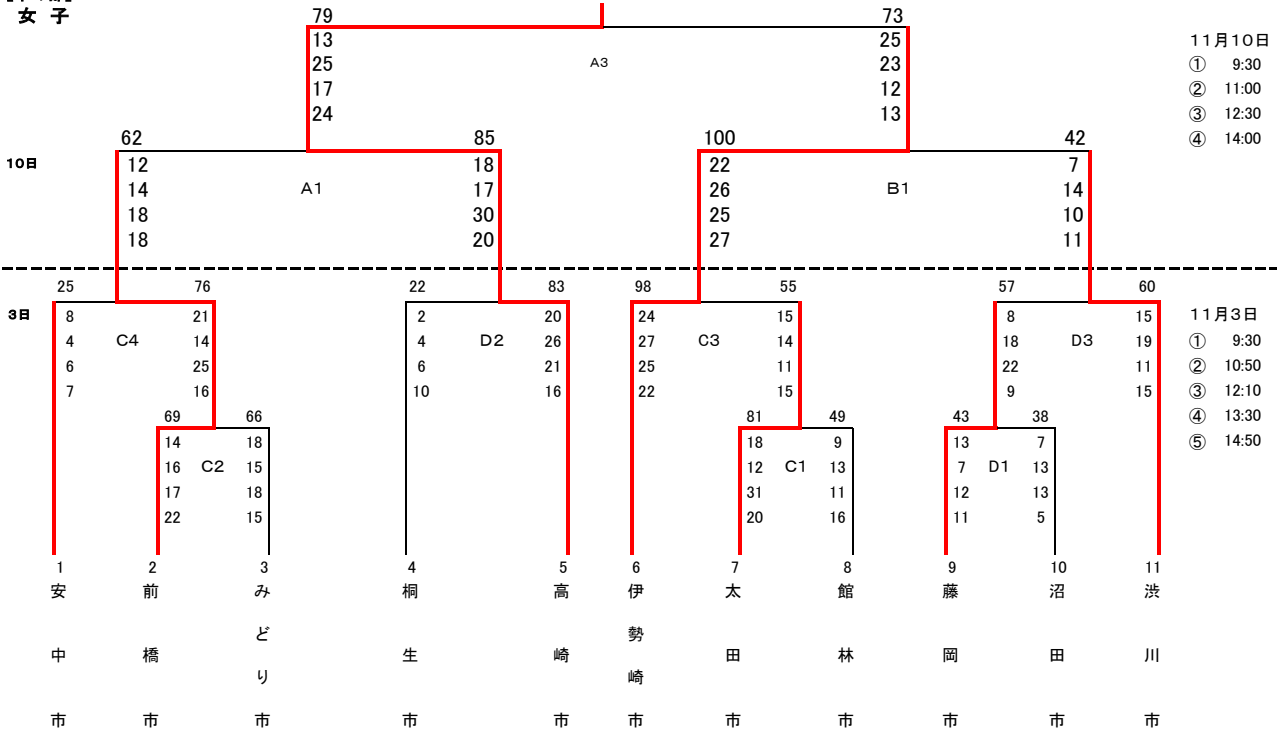 女 子
79 73
13 25 11月10日
25 A3 23 ① 9:30
17 12 ② 11:00
24 13 ③ 12:30
62 85 100 42 ④ 14:00
10日 12 18 22 7
14 A1 17 26 B1 14
18 30 25 10
18 20 27 11
25 76 22 83 98 55 57 60
3日 8 21 2 20 24 15 8 15 11月3日
4 C4 14 4 D2 26 27 C3 14 18 D3 19 ① 9:30
6 25 6 21 25 11 22 11 ② 10:50
7 16 10 16 22 15 9 15 ③ 12:10
69 66 81 49 43 38 ④ 13:30
14 18 18 9 13 7 ⑤ 14:50
16 C2 15 12 C1 13 7 D1 13
17 18 31 11 12 13
22 15 20 16 11 5
1 2 3 4 5 6 7 8 9 10 11
安中市
前橋市
みどり市
桐生市
高崎市
伊勢崎市
太田市
館林市
藤岡市
沼田市
渋川市